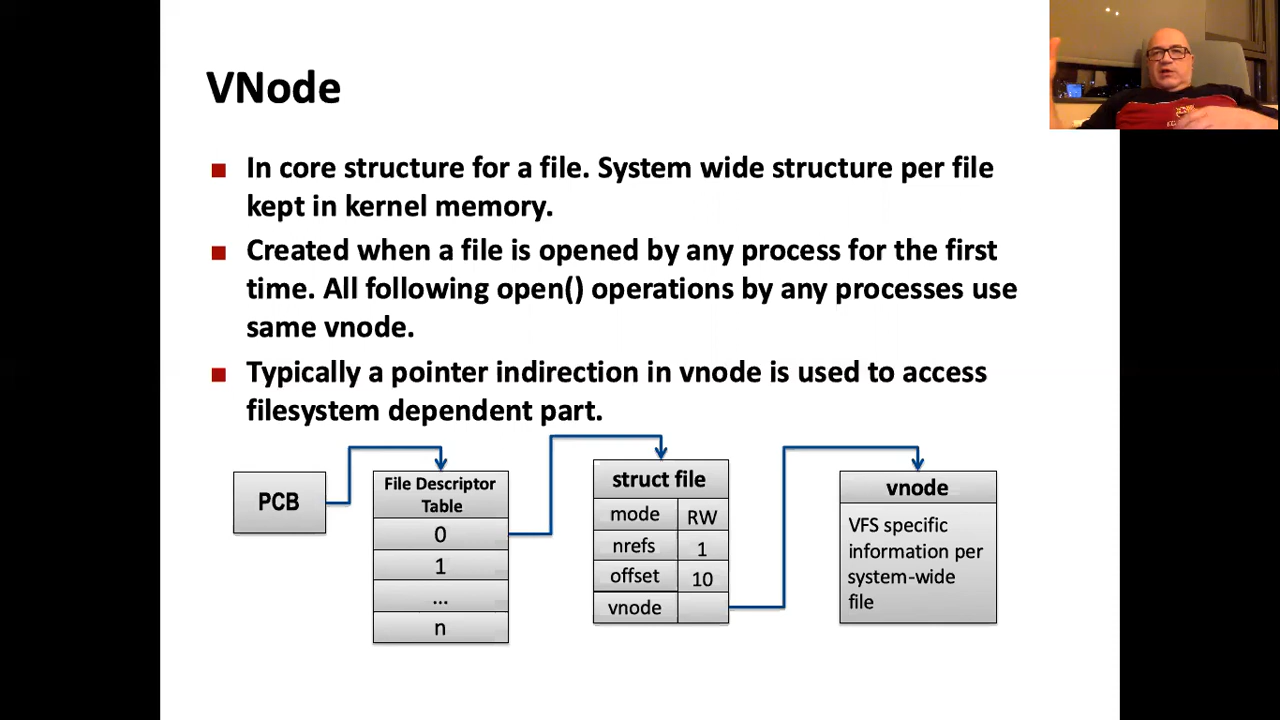 VNode
In core structure for a file. System wide structure per file
kept in kernel memory.
Created when a file is opened by any process for the first
time. All following open() operations by any processes use
same vnode.
Typically a pointer indirection in vnode is used to access
filesystem dependent part.
PCB
File Descriptor
Table
0
1
...
n
struct file
mode RW
nrefs 1
offset 10
vnode
vnode
VFS specific
information per
system-wide
file